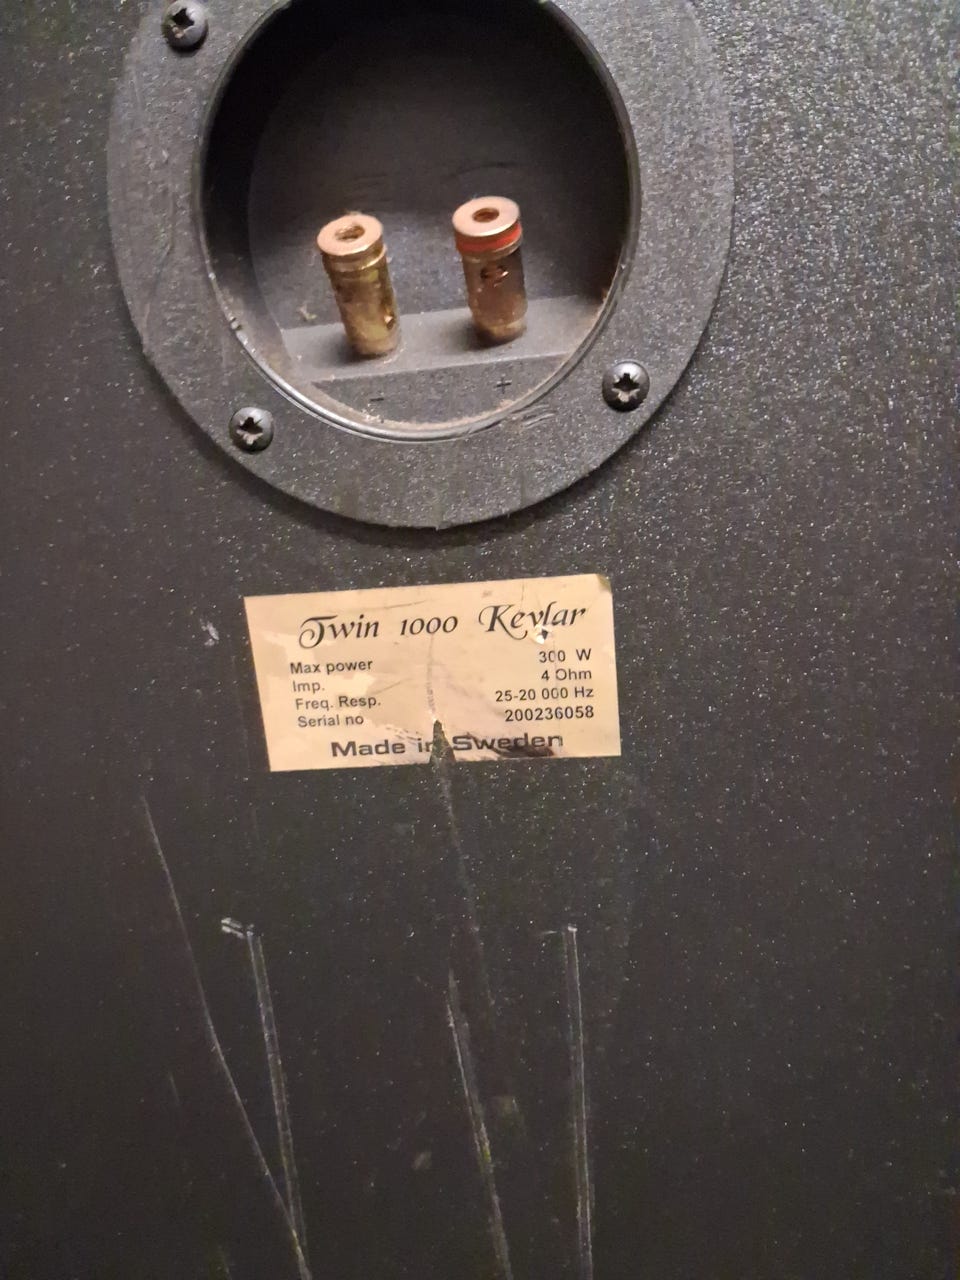 - +
Twin 1000 Kevlar
Max power 300 W
Imp. 4 Ohm
Freq. Resp. 25-20 000 Hz
Serial no 200236058
Made in Sweden